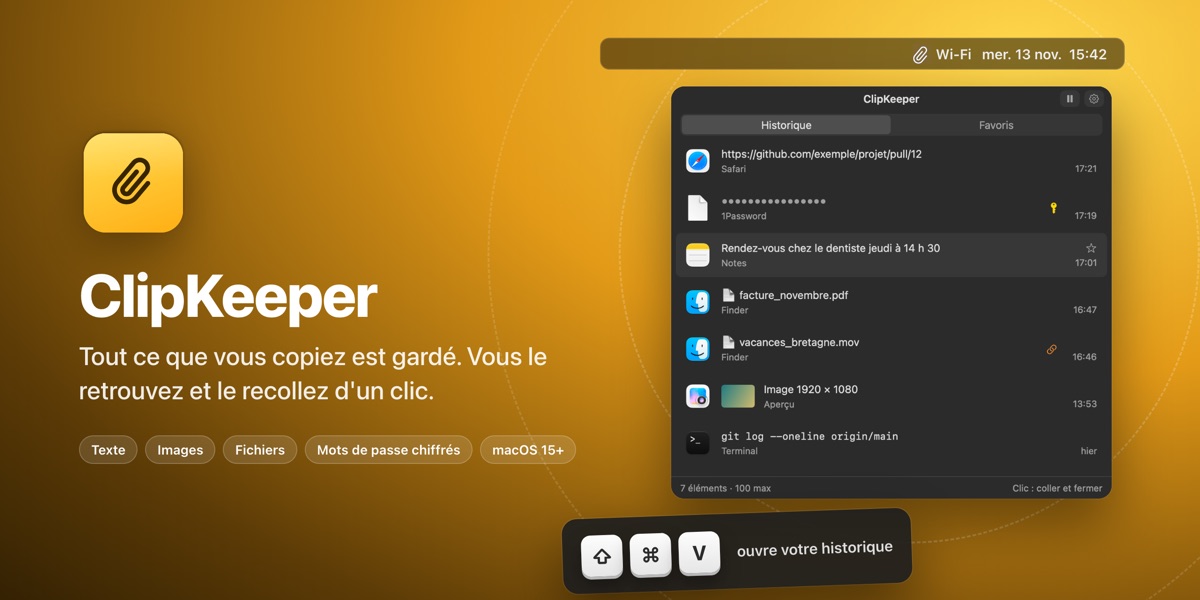 Wi-Fi mer. 13 nov. 15:42
ClipKeeper
Historique Favoris
https://github.com/exemple/projet/pull/12
Safari 17:21
••••••••••••••••
1Password 17:19
Rendez-vous chez le dentiste jeudi à 14 h 30
Notes 17:01
facture_novembre.pdf
Finder 16:47
vacances_bretagne.mov
Finder 16:46
Image 1920 × 1080
Aperçu 13:53
>_ git log --oneline origin/main
Terminal hier
7 éléments · 100 max Clic : coller et fermer
ClipKeeper
Tout ce que vous copiez est gardé. Vous le
retrouvez et le recollez d'un clic.
Texte Images Fichiers Mots de passe chiffrés macOS 15+
⇧ ⌘ V ouvre votre historique